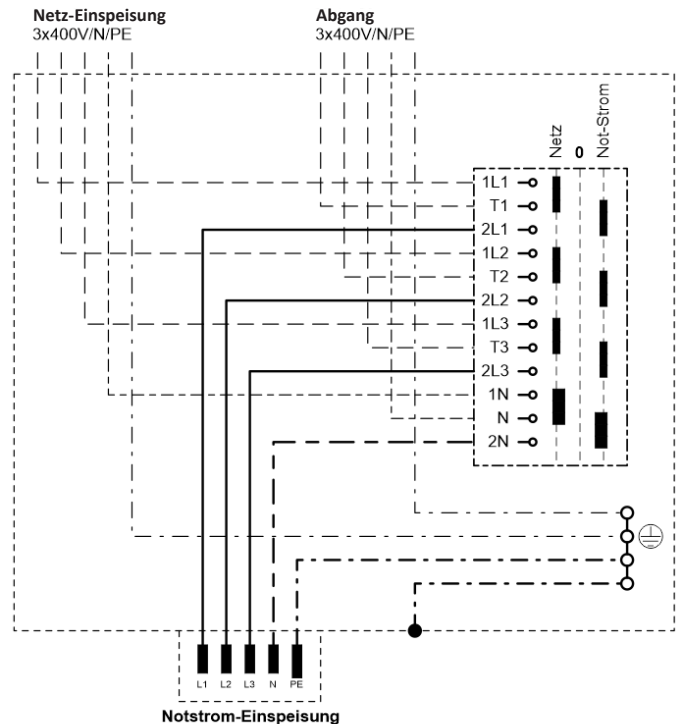 Netz-Einspeisung
3x400V/N/PE
Abgang
3x400V/N/PE
Netz
0
Not-Strom
1L1
T1
2L1
1L2
T2
2L2
1L3
T3
2L3
1N
N
2N
L1 L2 L3 N PE
Notstrom-Einspeisung